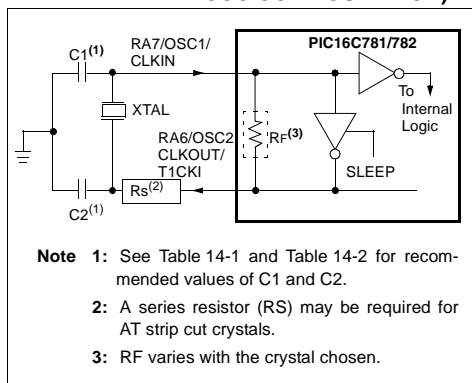 C1(1)
RA7/OSC1/
CLKIN
PIC16C781/782
To
Internal
Logic
XTAL
RF(3)
RA6/OSC2
CLKOUT/
T1CKI
SLEEP
Rs(2)
C2(1)
Note 1: See Table 14-1 and Table 14-2 for recom-
mended values of C1 and C2.
2: A series resistor (RS) may be required for
AT strip cut crystals.
3: RF varies with the crystal chosen.